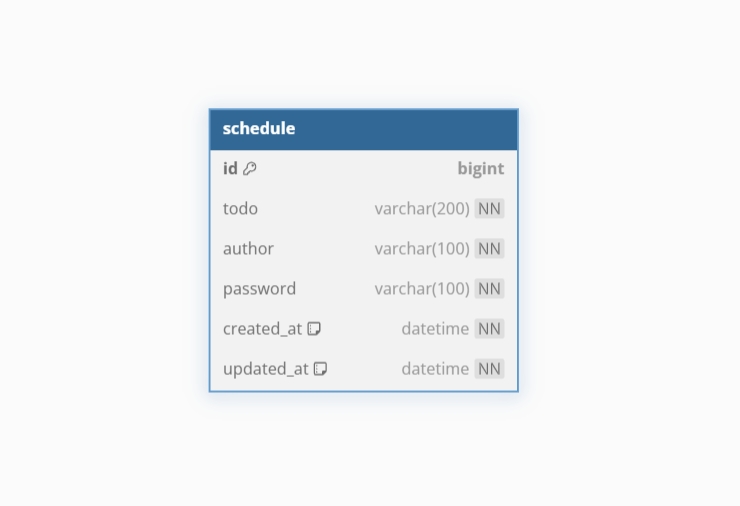 schedule
id bigint
todo varchar(200) NN
author varchar(100) NN
password varchar(100) NN
created_at datetime NN
updated_at datetime NN